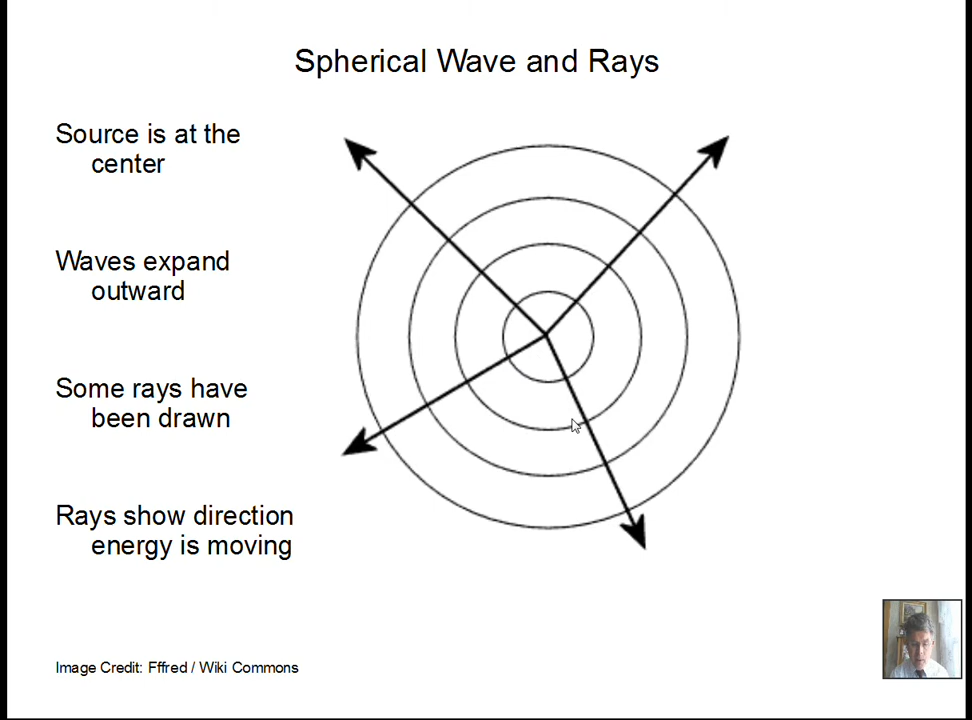 Spherical Wave and Rays
Source is at the
center
Waves expand
outward
Some rays have
been drawn
Rays show direction
energy is moving
Image Credit: Fffred / Wiki Commons